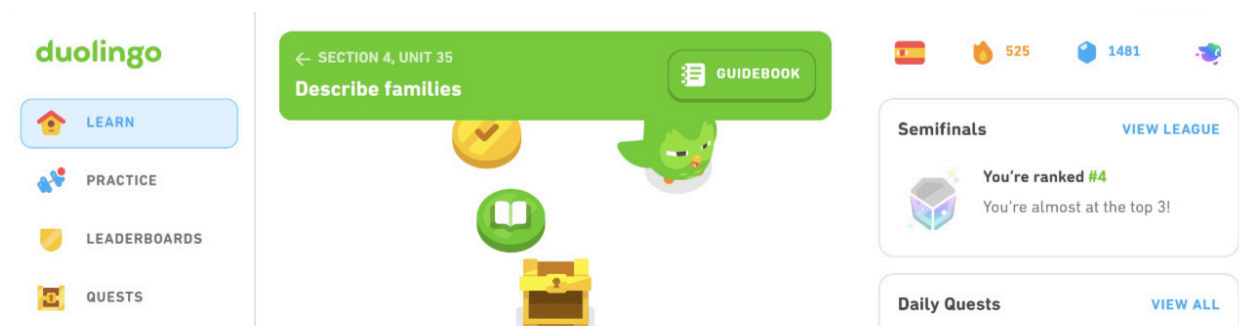 duolingo
LEARN
PRACTICE
LEADERBOARDS
QUESTS
← SECTION 4, UNIT 35
Describe families
GUIDEBOOK
525
1481
Semifinals
VIEW LEAGUE
You're ranked #4
You're almost at the top 3!
Daily Quests
VIEW ALL